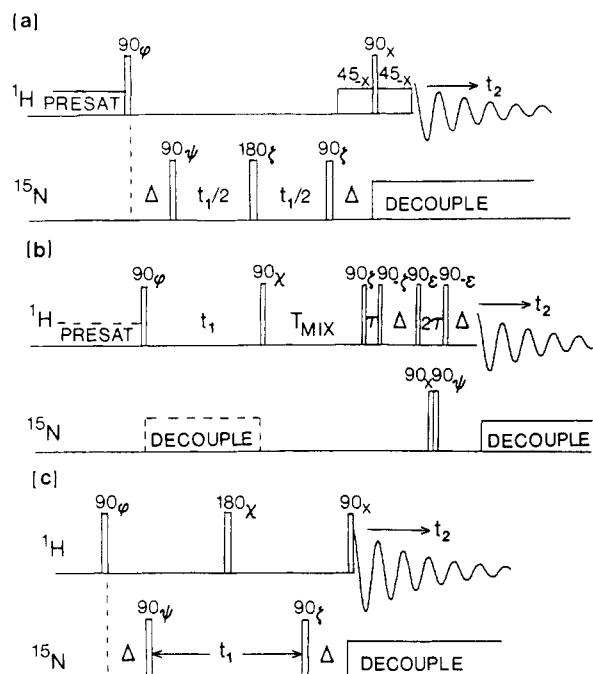 [a]
90φ 90x
45-x 45-x
¹H PRESAT t₂
90ψ 180ζ 90ζ
¹⁵N Δ t₁/2 t₁/2 Δ DECOUPLE
[b]
90φ 90χ 90ζ 90-ζ 90ε 90-ε
¹H PRESAT t₁ TMIX τ Δ 2τ Δ t₂
90x 90ψ
¹⁵N DECOUPLE DECOUPLE
[c]
90φ 180χ 90x
¹H t₂
90ψ 90ζ
¹⁵N Δ t₁ Δ DECOUPLE